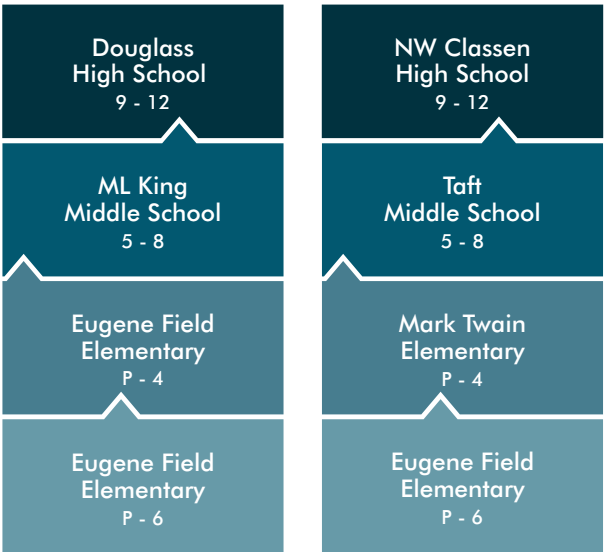 Douglass
High School
9 - 12
ML King
Middle School
5 - 8
Eugene Field
Elementary
P - 4
Eugene Field
Elementary
P - 6
NW Classen
High School
9 - 12
Taft
Middle School
5 - 8
Mark Twain
Elementary
P - 4
Eugene Field
Elementary
P - 6